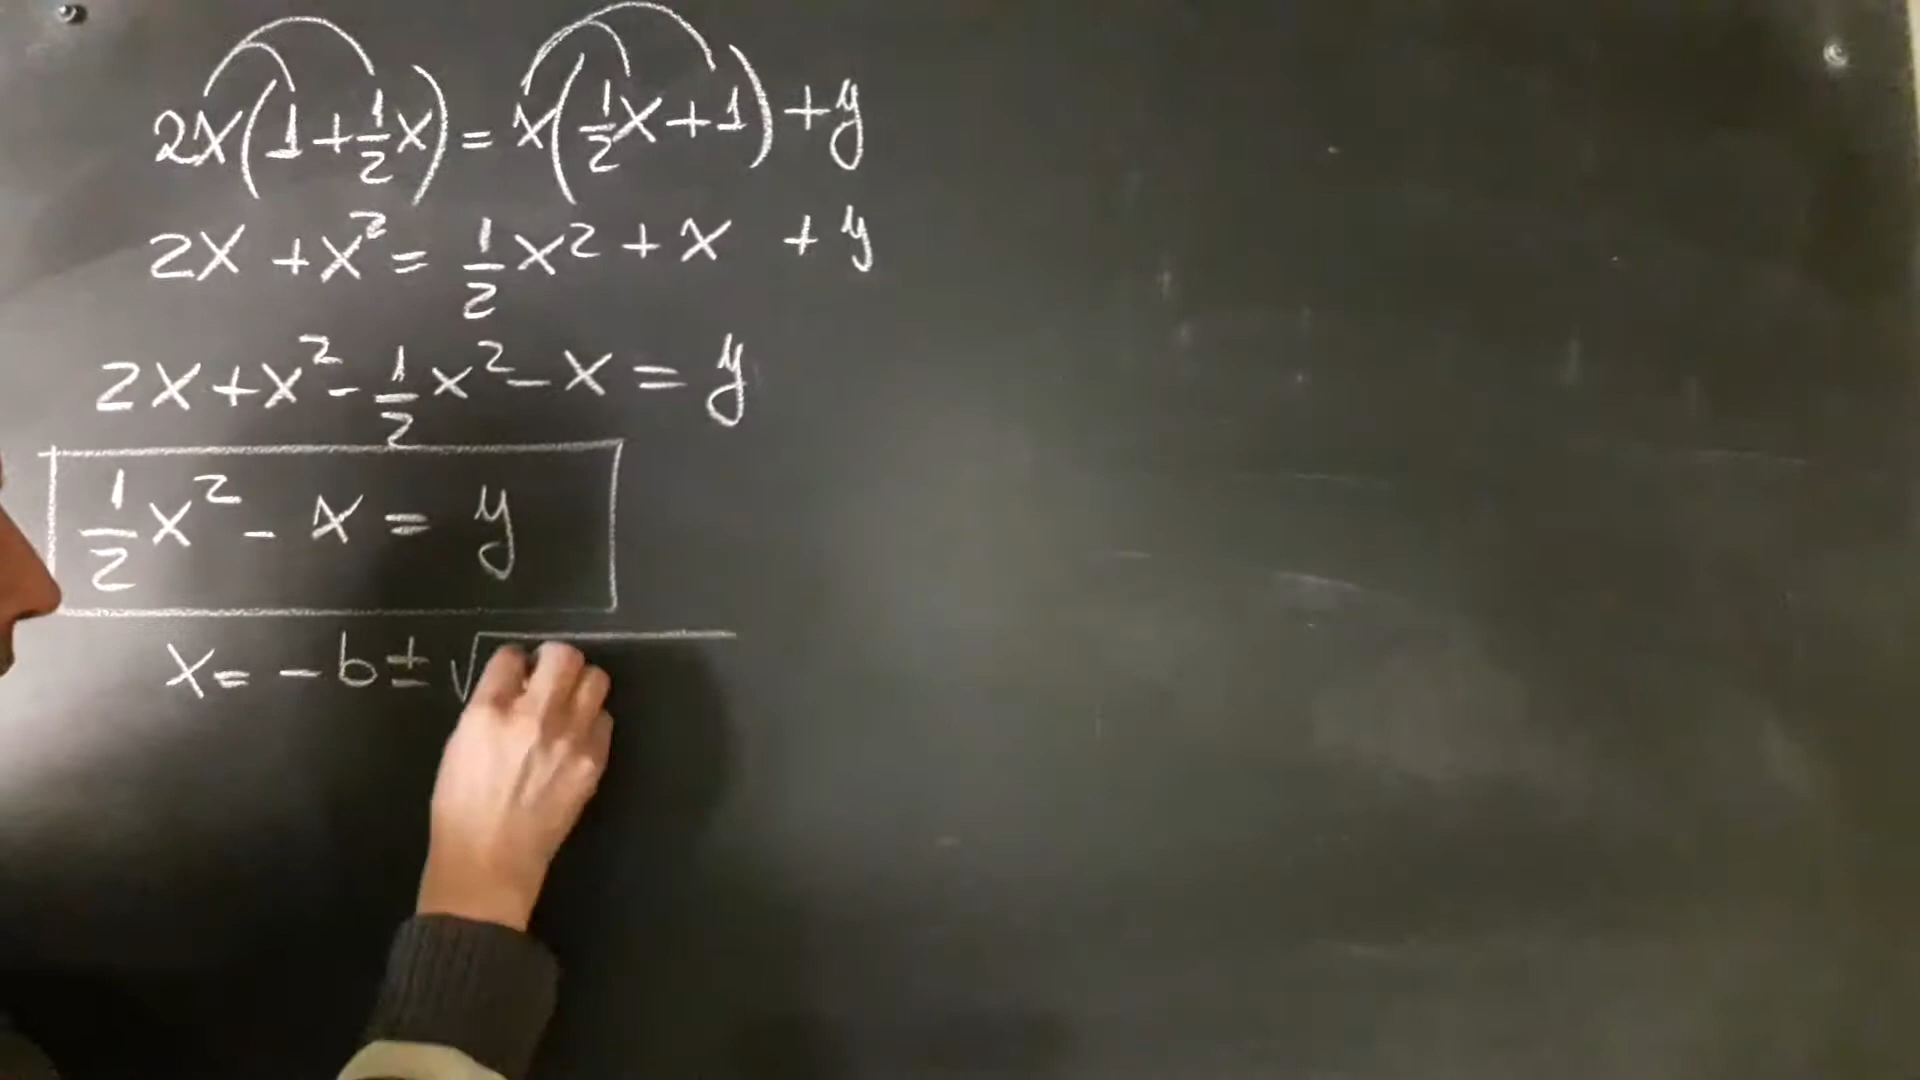 2x(1+1/2x)=x(1/2x+1)+y
2x+x²=1/2x²+x +y
2x+x²-1/2x²-x=y
1/2x²-x=y
x=-b±√